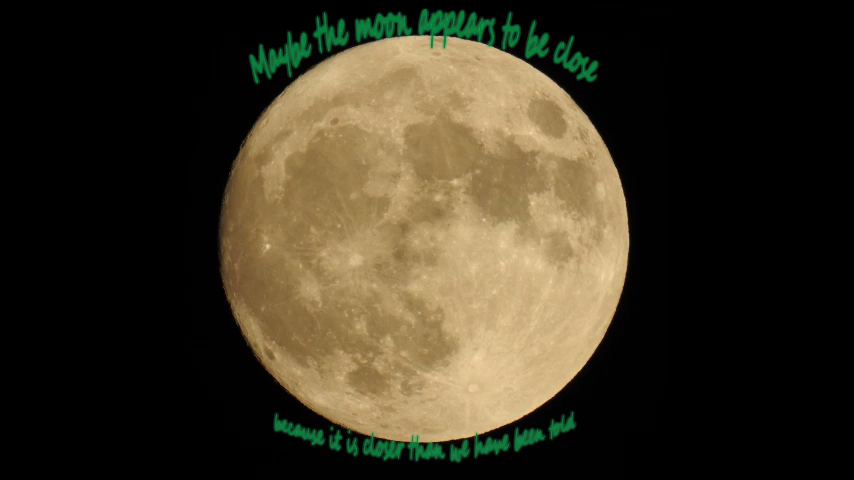 Maybe the moon appears to be close
because it is closer than we have been told